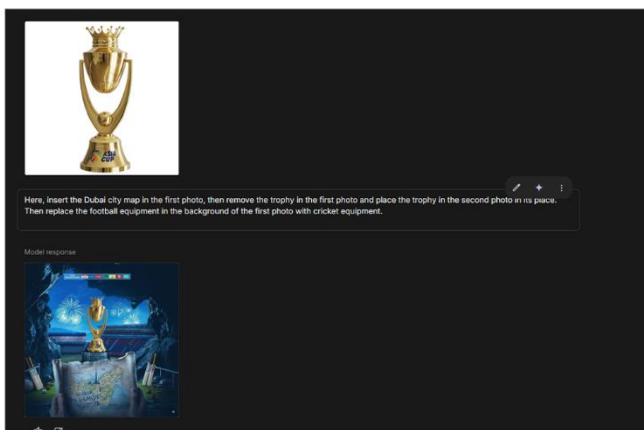 ASIA
CUP
Here, insert the Dubai city map in the first photo, then remove the trophy in the first photo and place the trophy in the second photo in its place.
Then replace the football equipment in the background of the first photo with cricket equipment.
Model response